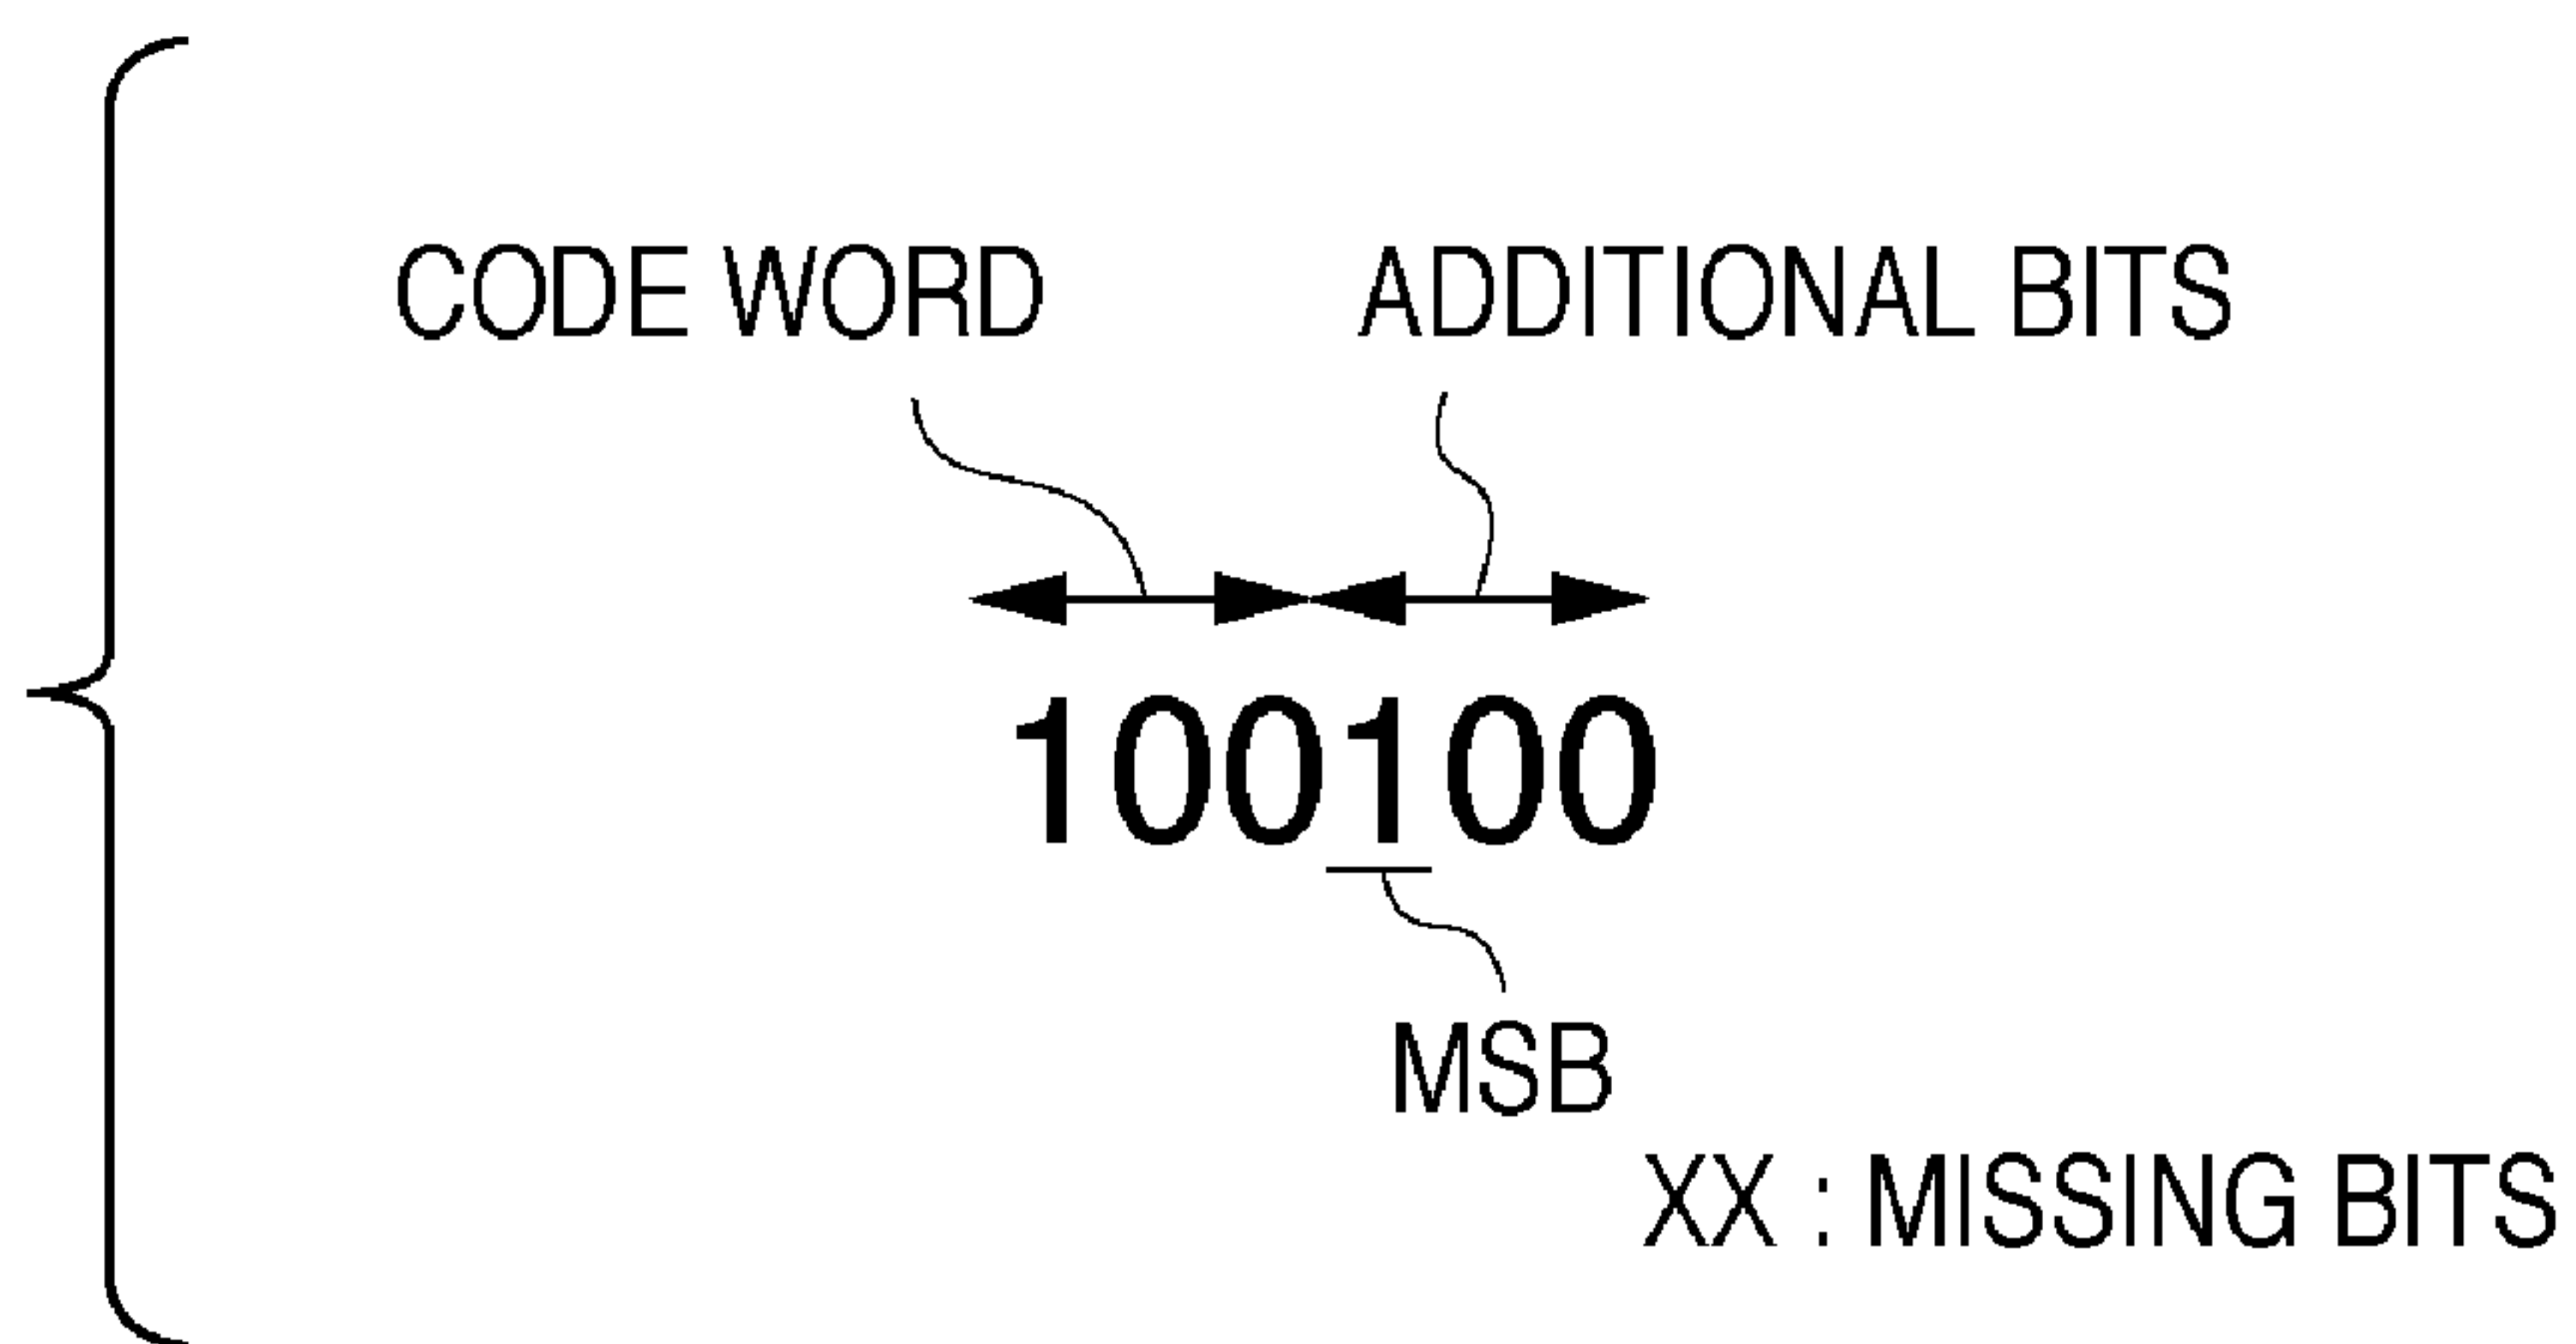 CODE WORD ADDITIONAL BITS
100100
MSB
XX : MISSING BITS